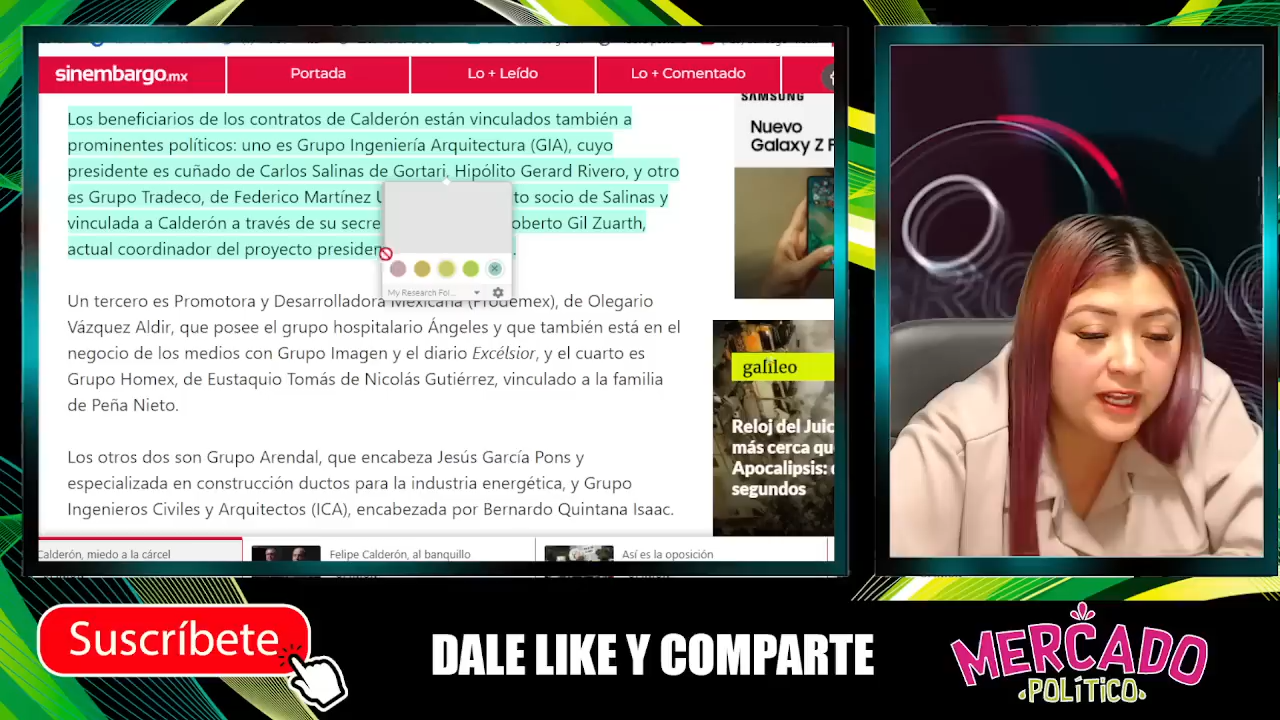 sinembargo.mx
Portada
Lo + Leído
Lo + Comentado
Los beneficiarios de los contratos de Calderón están vinculados también a
prominentes políticos: uno es Grupo Ingeniería Arquitectura (GIA), cuyo
presidente es cuñado de Carlos Salinas de Gortari, Hipólito Gerard Rivero, y otro
es Grupo Tradeco, de Federico Martínez to socio de Salinas y
vinculada a Calderón a través de su secre oberto Gil Zuarth,
actual coordinador del proyecto presiden
My Research Fol...
Un tercero es Promotora y Desarrolladora Mexicana (Prodemex), de Olegario
Vázquez Aldir, que posee el grupo hospitalario Ángeles y que también está en el
negocio de los medios con Grupo Imagen y el diario Excélsior, y el cuarto es
Grupo Homex, de Eustaquio Tomás de Nicolás Gutiérrez, vinculado a la familia
de Peña Nieto.
Los otros dos son Grupo Arendal, que encabeza Jesús García Pons y
especializada en construcción ductos para la industria energética, y Grupo
Ingenieros Civiles y Arquitectos (ICA), encabezada por Bernardo Quintana Isaac.
SAMSUNG
Nuevo
Galaxy Z F
galileo
Reloj del Juic
más cerca qu
Apocalipsis:
segundos
Calderón, miedo a la cárcel
Felipe Calderón, al banquillo
Así es la oposición
Suscríbete
DALE LIKE Y COMPARTE
MERCADO
POLÍTICO